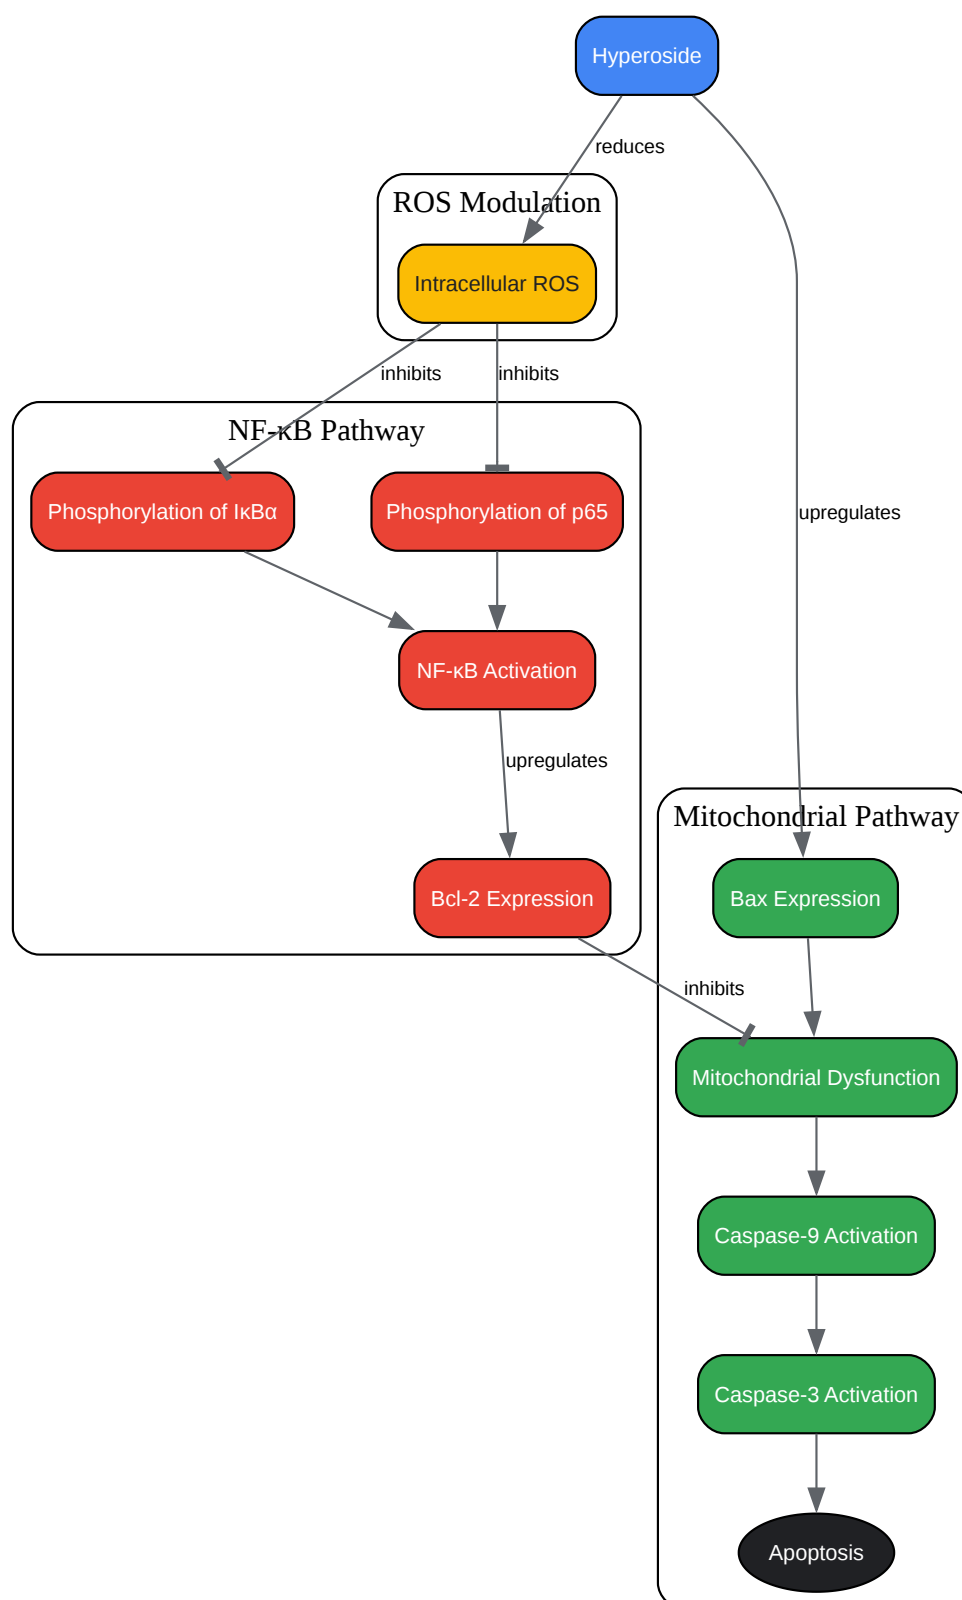 Hyperoside
reduces
ROS Modulation
Intracellular ROS
inhibits
inhibits
NF-κB Pathway
Phosphorylation of IκBα
Phosphorylation of p65
upregulates
NF-κB Activation
upregulates
Mitochondrial Pathway
Bcl-2 Expression
Bax Expression
inhibits
Mitochondrial Dysfunction
Caspase-9 Activation
Caspase-3 Activation
Apoptosis